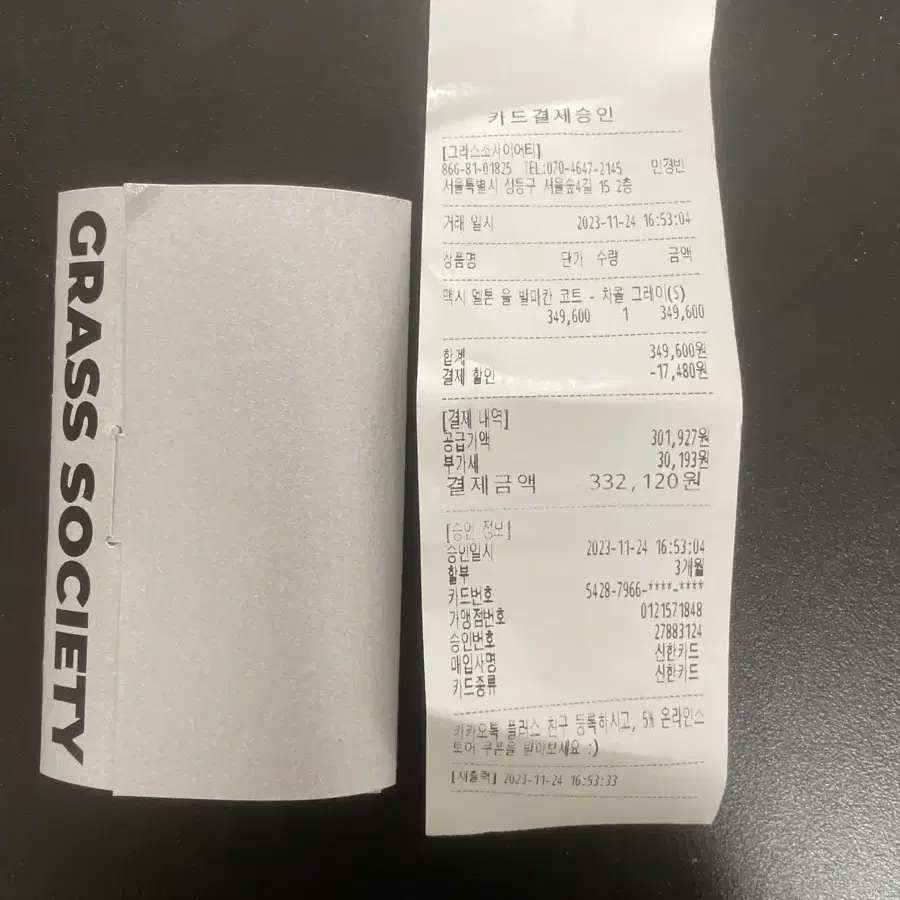 GRASS SOCIETY
카드결제승인
[그라스소사이어티]
866-81-01825 TEL:070-4647-2145 민경빈
서울특별시 성동구 서울숲4길 15 2층
거래 일시 2023-11-24 16:53:04
상품명 단가 수량 금액
맥시 멜톤 울 발마칸 코트 - 차콜 그레이(S)
349,600 1 349,600
합계 349,600원
결제 할인 -17,480원
[결제 내역]
공급가액 301,927원
부가세 30,193원
결제금액 332,120원
[승인 정보]
승인일시 2023-11-24 16:53:04
할부 3개월
카드번호 5428-7966-****-****
가맹점번호 0121571848
승인번호 27883124
매입사명 신한카드
카드종류 신한카드
카카오톡 플러스 친구 등록하시고, 5% 온라인스
토어 쿠폰을 받아보세요 :)
[재출력] 2023-11-24 16:53:33